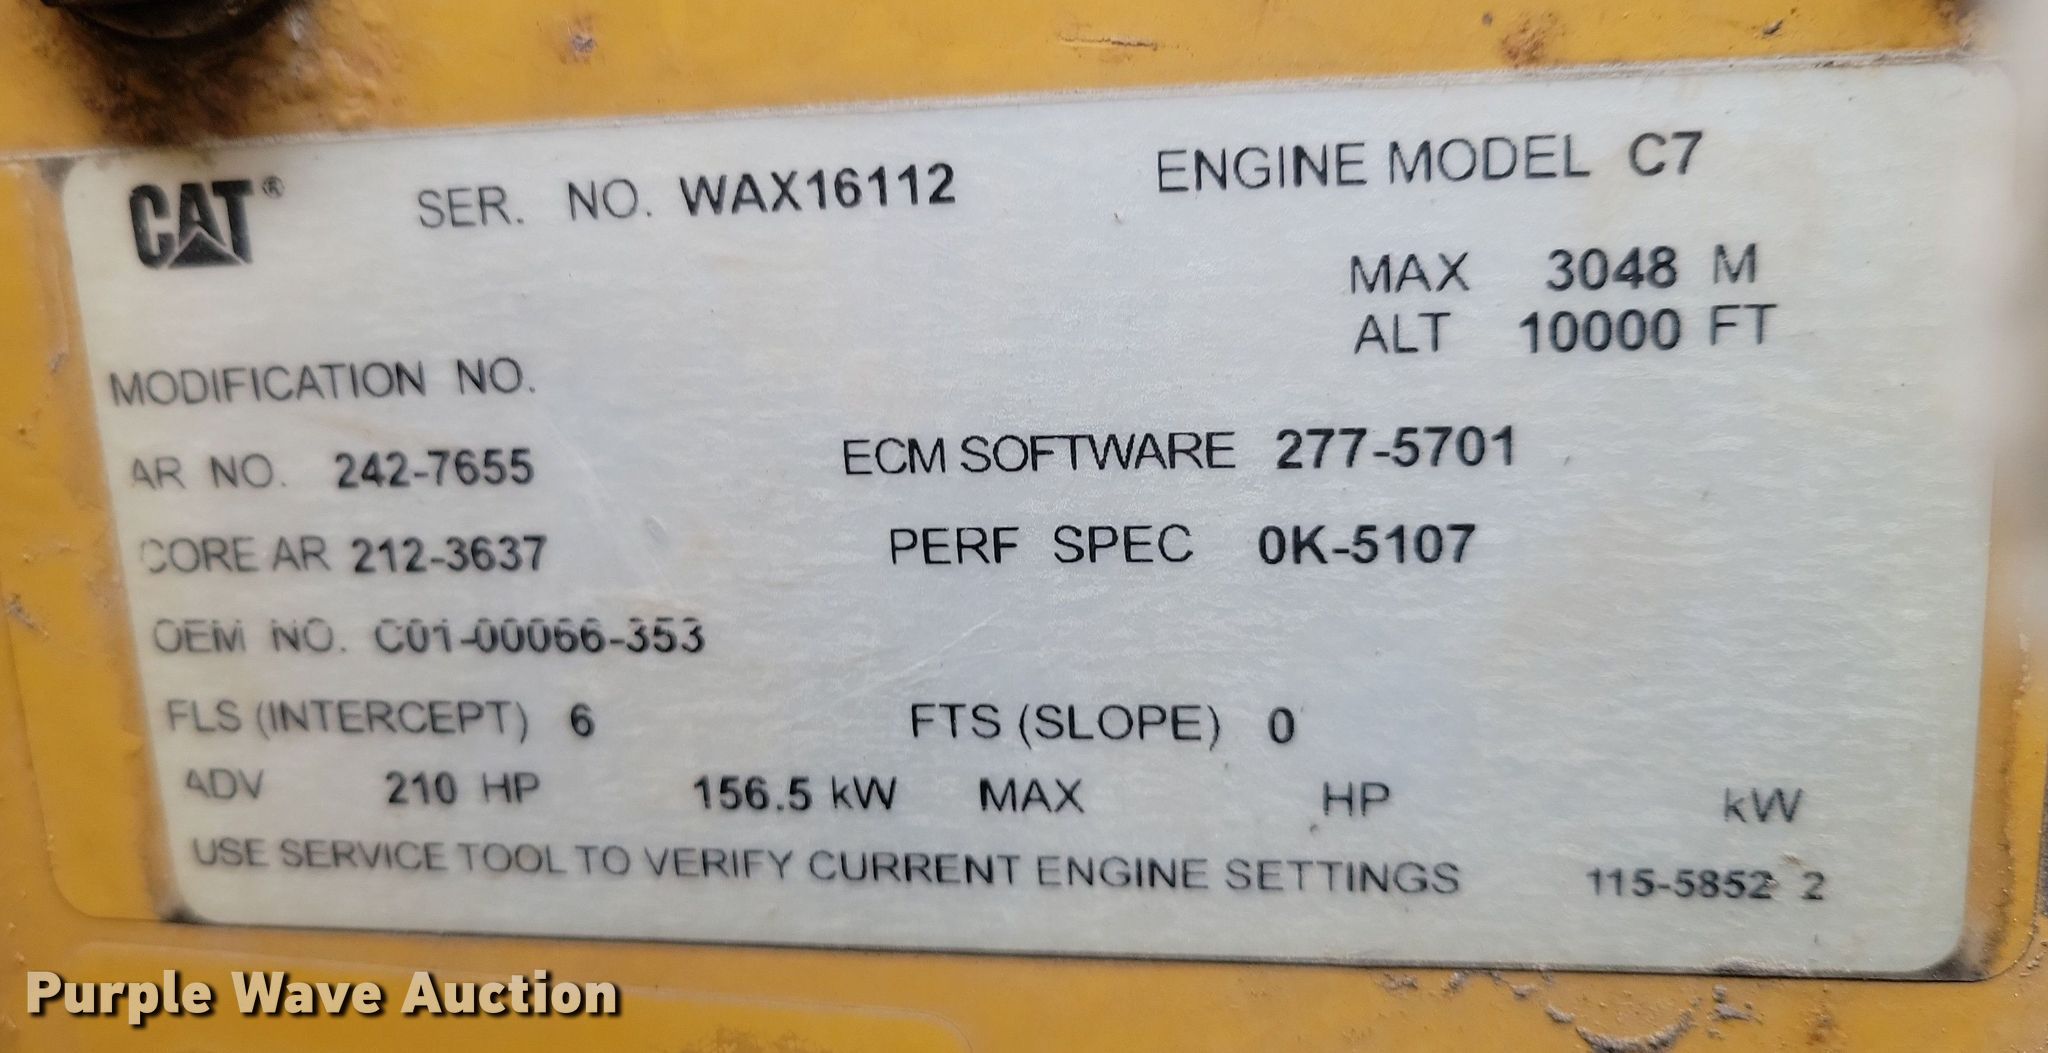 CAT® SER. NO. WAX16112 ENGINE MODEL C7
MAX 3048 M
ALT 10000 FT
MODIFICATION NO.
AR NO. 242-7655 ECM SOFTWARE 277-5701
CORE AR 212-3637 PERF SPEC 0K-5107
OEM NO. C01-00066-353
FLS (INTERCEPT) 6 FTS (SLOPE) 0
ADV 210 HP 156.5 kW MAX HP kW
USE SERVICE TOOL TO VERIFY CURRENT ENGINE SETTINGS 115-5852 2
Purple Wave Auction